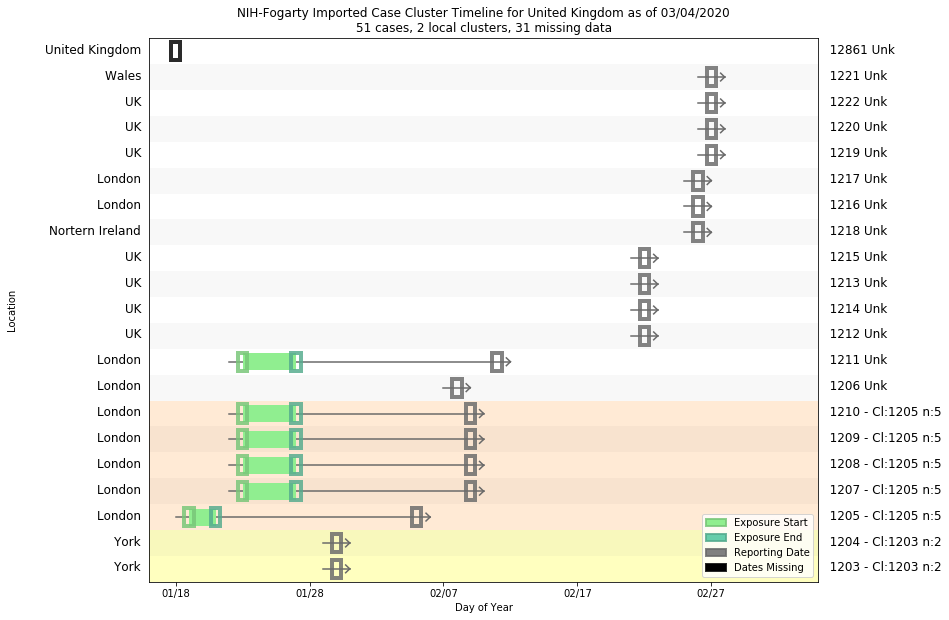 NIH-Fogarty Imported Case Cluster Timeline for United Kingdom as of 03/04/2020
51 cases, 2 local clusters, 31 missing data
Location
United Kingdom 12861 Unk
Wales 1221 Unk
UK 1222 Unk
UK 1220 Unk
UK 1219 Unk
London 1217 Unk
London 1216 Unk
Nortern Ireland 1218 Unk
UK 1215 Unk
UK 1213 Unk
UK 1214 Unk
UK 1212 Unk
London 1211 Unk
London 1206 Unk
London 1210 - Cl:1205 n:5
London 1209 - Cl:1205 n:5
London 1208 - Cl:1205 n:5
London 1207 - Cl:1205 n:5
London 1205 - Cl:1205 n:5
York 1204 - Cl:1203 n:2
York 1203 - Cl:1203 n:2
Exposure Start
Exposure End
Reporting Date
Dates Missing
01/18 01/28 02/07 02/17 02/27
Day of Year